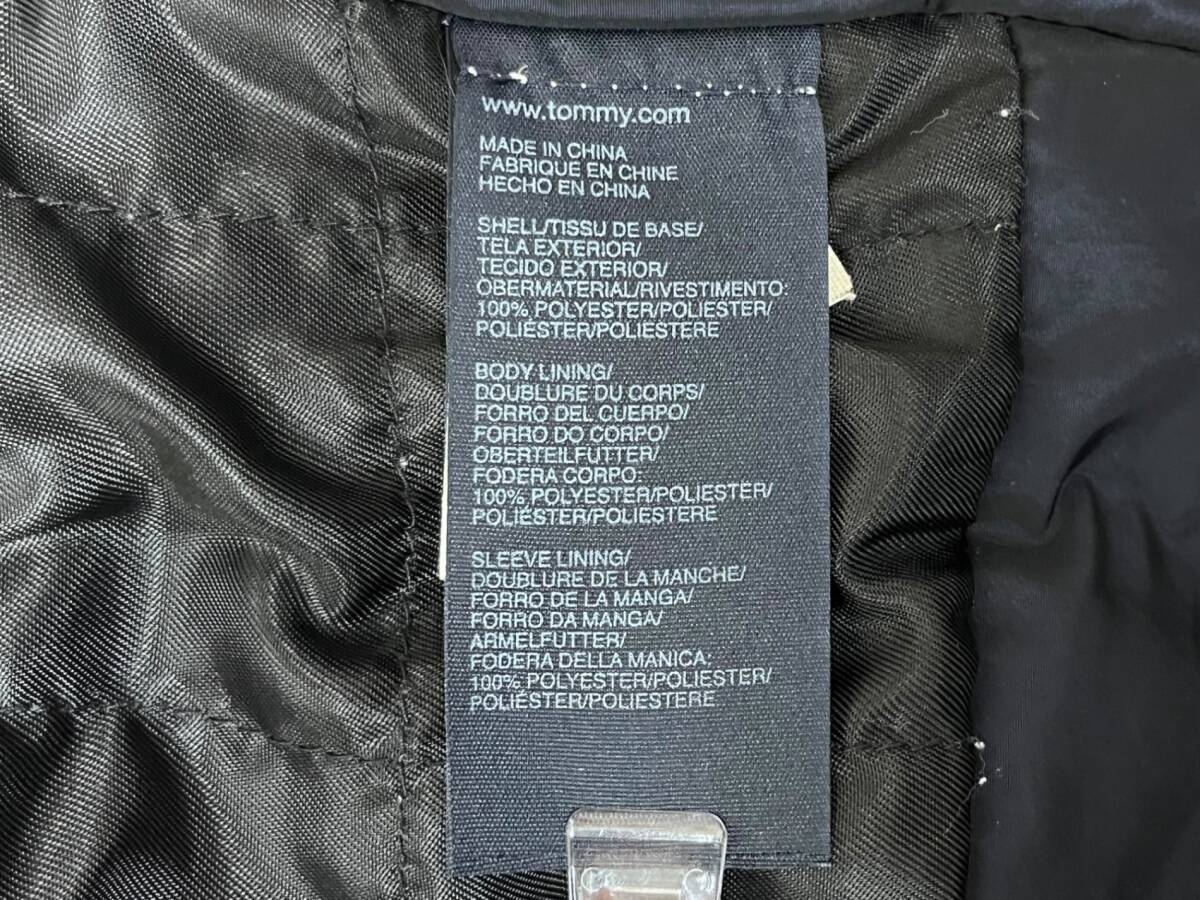 www.tommy.com
MADE IN CHINA
FABRIQUE EN CHINE
HECHO EN CHINA
SHELL/TISSU DE BASE/
TELA EXTERIOR/
TECIDO EXTERIOR/
OBERMATERIAL/RIVESTIMENTO:
100% POLYESTER/POLIESTER/
POLIÉSTER/POLIESTERE
BODY LINING/
DOUBLURE DU CORPS/
FORRO DEL CUERPO/
FORRO DO CORPO/
OBERTEILFUTTER/
FODERA CORPO:
100% POLYESTER/POLIESTER/
POLIÉSTER/POLIESTERE
SLEEVE LINING/
DOUBLURE DE LA MANCHE/
FORRO DE LA MANGA/
FORRO DA MANGA/
ARMELFUTTER/
FODERA DELLA MANICA:
100% POLYESTER/POLIESTER/
POLIÉSTER/POLIESTERE